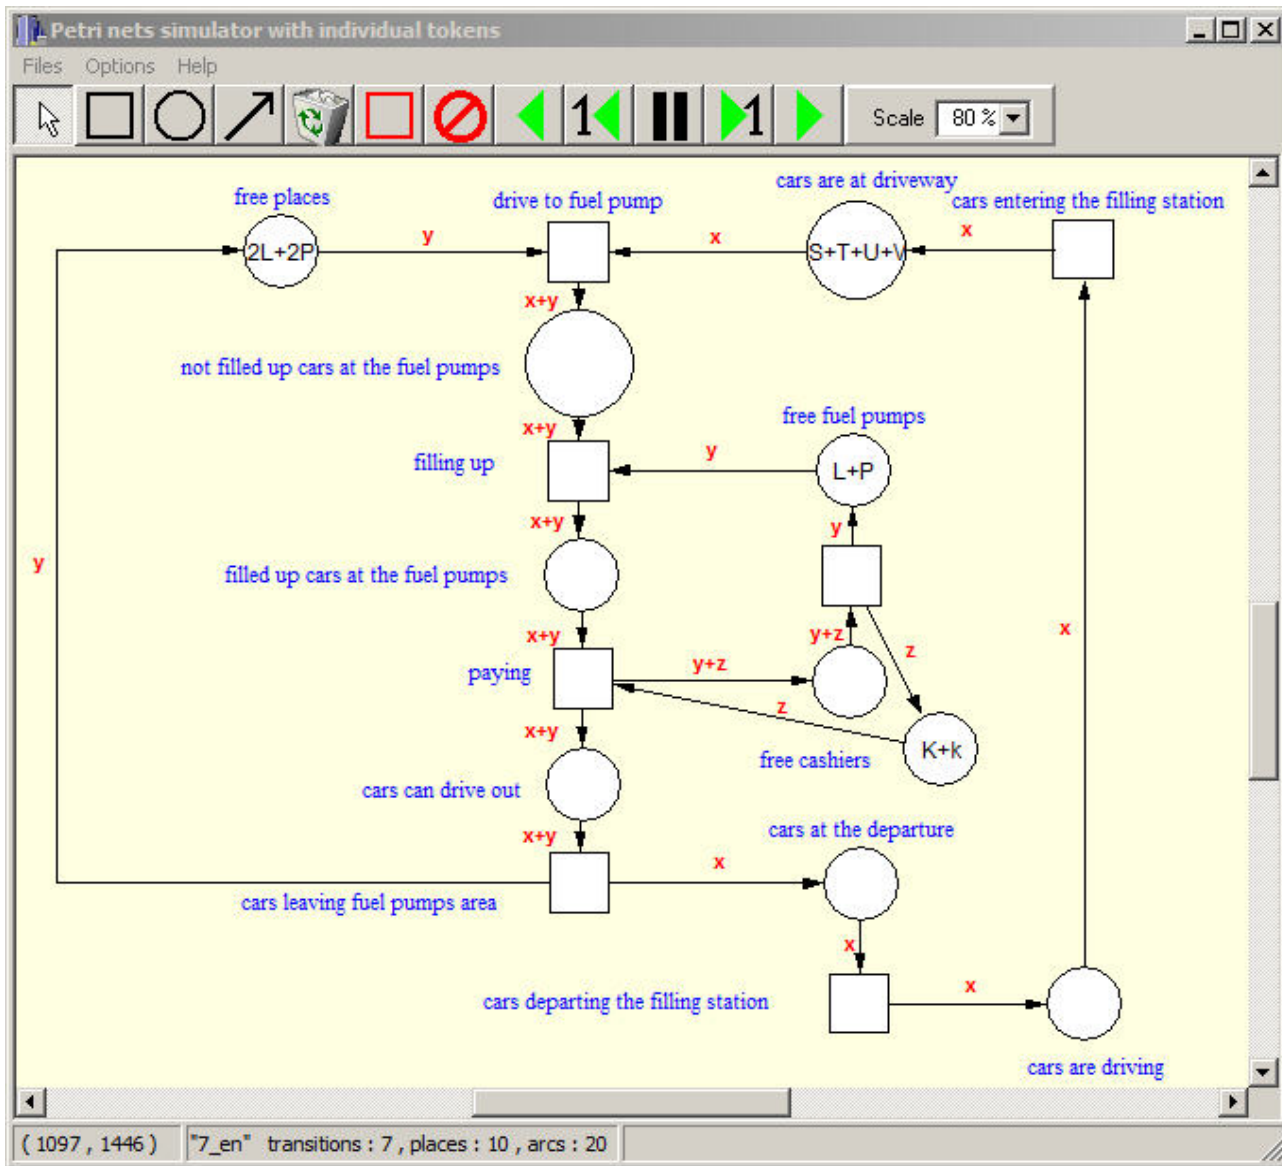 Petri nets simulator with individual tokens
Files Options Help
1 1 Scale 80 %
cars are at driveway
free places drive to fuel pump cars entering the filling station
2L+2P y x S+T+U+V x
x+y
not filled up cars at the fuel pumps
x+y free fuel pumps
filling up y L+P
x+y y
y filled up cars at the fuel pumps
x+y y+z x
z
paying y+z
z
x+y K+k
free cashiers
cars can drive out
x+y cars at the departure
x
cars leaving fuel pumps area
x
cars departing the filling station x
cars are driving
( 1097 , 1446 ) "7_en" transitions : 7 , places : 10 , arcs : 20